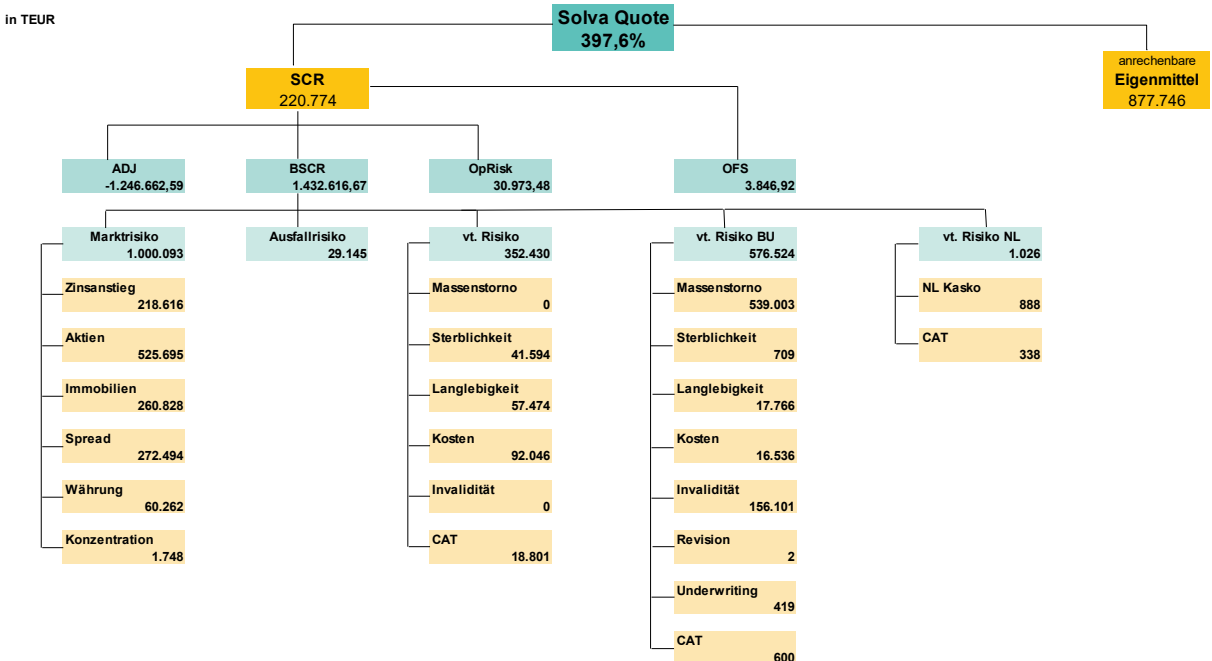 in TEUR
Solva Quote
397,6%
anrechenbare
Eigenmittel
877.746
SCR
220.774
ADJ
-1.246.662,59
BSCR
1.432.616,67
OpRisk
30.973,48
OFS
3.846,92
Marktrisiko
1.000.093
Ausfallrisiko
29.145
vt. Risiko
352.430
vt. Risiko BU
576.524
vt. Risiko NL
1.026
Zinsanstieg
218.616
Massenstorno
0
Massenstorno
539.003
NL Kasko
888
Aktien
525.695
Sterblichkeit
41.594
Sterblichkeit
709
CAT
338
Immobilien
260.828
Langlebigkeit
57.474
Langlebigkeit
17.766
Spread
272.494
Kosten
92.046
Kosten
16.536
Währung
60.262
Invalidität
0
Invalidität
156.101
Konzentration
1.748
CAT
18.801
Revision
2
Underwriting
419
CAT
600